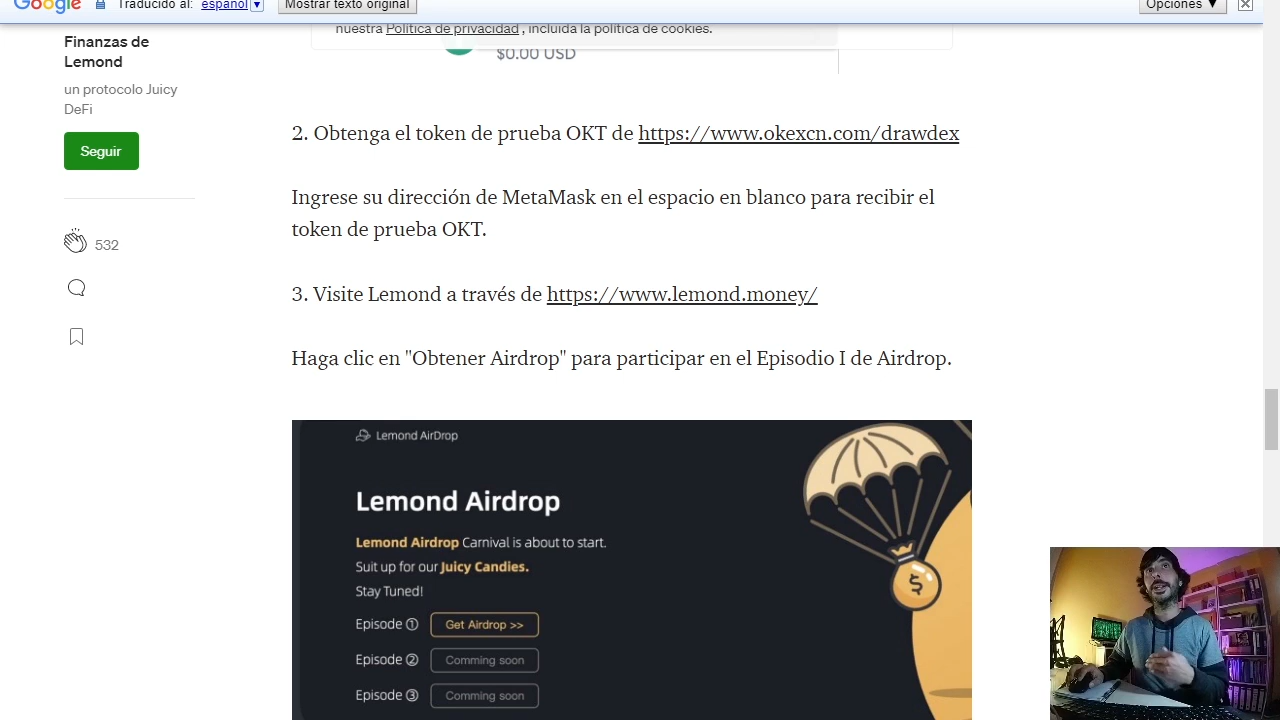 Google Traducido al: español ▼ Mostrar texto original Opciones ▼
Finanzas de
Lemond
un protocolo Juicy
DeFi
Seguir
532
nuestra Política de privacidad , incluida la política de cookies.
$0.00 USD
2. Obtenga el token de prueba OKT de https://www.okexcn.com/drawdex
Ingrese su dirección de MetaMask en el espacio en blanco para recibir el
token de prueba OKT.
3. Visite Lemond a través de https://www.lemond.money/
Haga clic en "Obtener Airdrop" para participar en el Episodio I de Airdrop.
Lemond AirDrop
Lemond Airdrop
Lemond Airdrop Carnival is about to start.
Suit up for our Juicy Candies.
Stay Tuned!
Episode ① Get Airdrop >>
Episode ② Comming soon
Episode ③ Comming soon
$